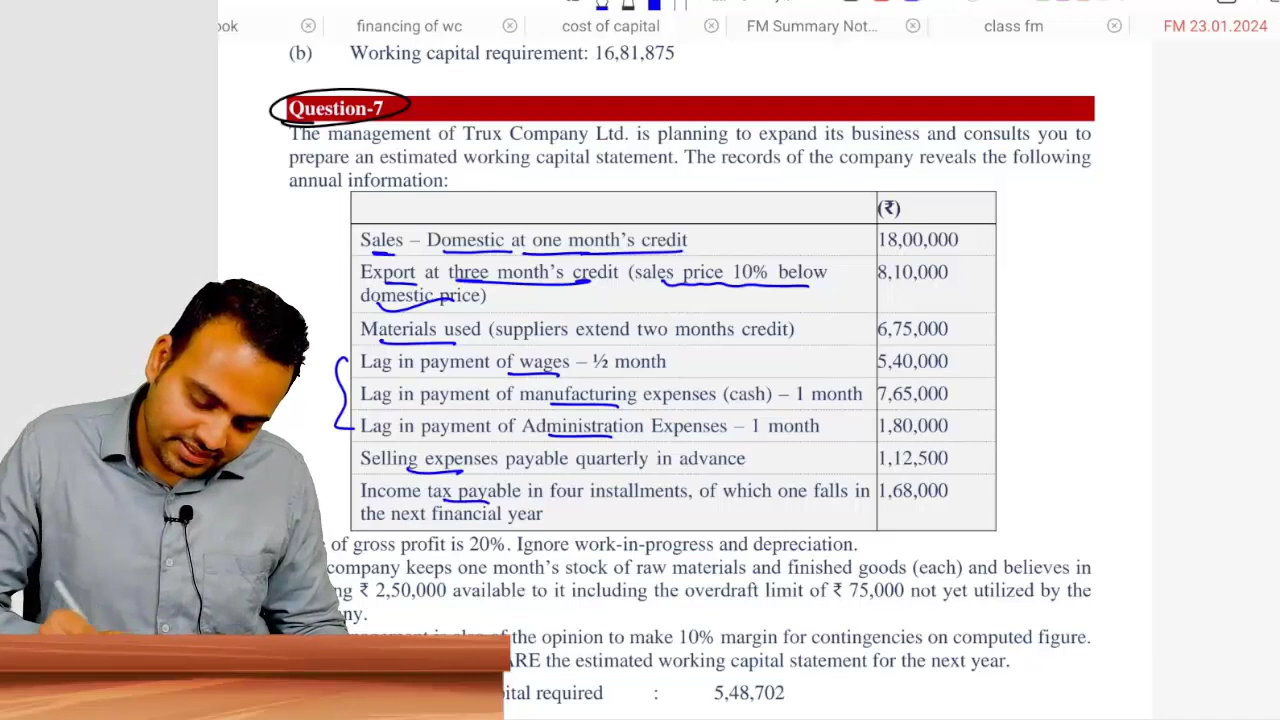 ook financing of wc cost of capital FM Summary Not... class fm FM 23.01.2024
(b) Working capital requirement: 16,81,875
Question-7
The management of Trux Company Ltd. is planning to expand its business and consults you to
prepare an estimated working capital statement. The records of the company reveals the following
annual information:
(₹)
Sales – Domestic at one month's credit 18,00,000
Export at three month's credit (sales price 10% below 8,10,000
domestic price)
Materials used (suppliers extend two months credit) 6,75,000
Lag in payment of wages – ½ month 5,40,000
Lag in payment of manufacturing expenses (cash) – 1 month 7,65,000
Lag in payment of Administration Expenses – 1 month 1,80,000
Selling expenses payable quarterly in advance 1,12,500
Income tax payable in four installments, of which one falls in 1,68,000
the next financial year
of gross profit is 20%. Ignore work-in-progress and depreciation.
company keeps one month's stock of raw materials and finished goods (each) and believes in
ng ₹ 2,50,000 available to it including the overdraft limit of ₹ 75,000 not yet utilized by the
ny.
the opinion to make 10% margin for contingencies on computed figure.
ARE the estimated working capital statement for the next year.
ital required : 5,48,702